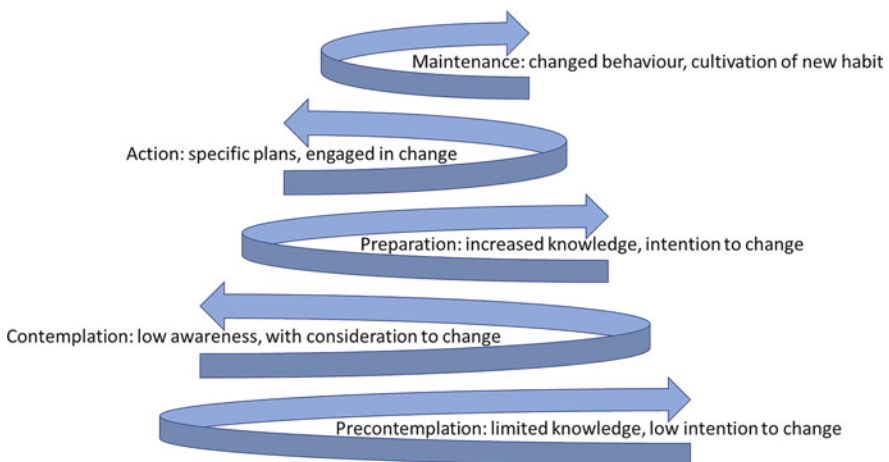 Maintenance: changed behaviour, cultivation of new habit
Action: specific plans, engaged in change
Preparation: increased knowledge, intention to change
Contemplation: low awareness, with consideration to change
Precontemplation: limited knowledge, low intention to change